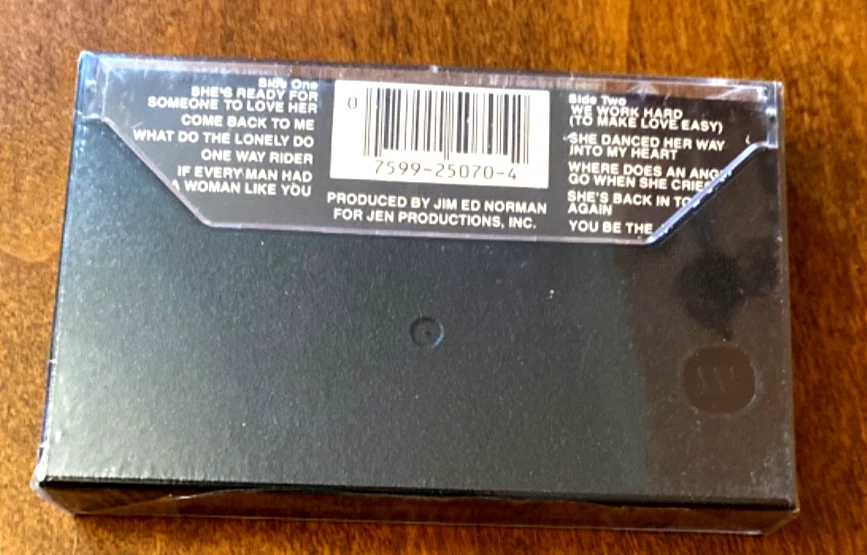 Side One
SHE'S READY FOR
SOMEONE TO LOVE HER
COME BACK TO ME
WHAT DO THE LONELY DO
ONE WAY RIDER
IF EVERY MAN HAD
A WOMAN LIKE YOU
0
7599-25070-4
PRODUCED BY JIM ED NORMAN
FOR JEN PRODUCTIONS, INC.
Side Two
WE WORK HARD
(TO MAKE LOVE EASY)
SHE DANCED HER WAY
INTO MY HEART
WHERE DOES AN
GO WHEN SHE
SHE'S BACK IN
AGAIN
YOU BE THE